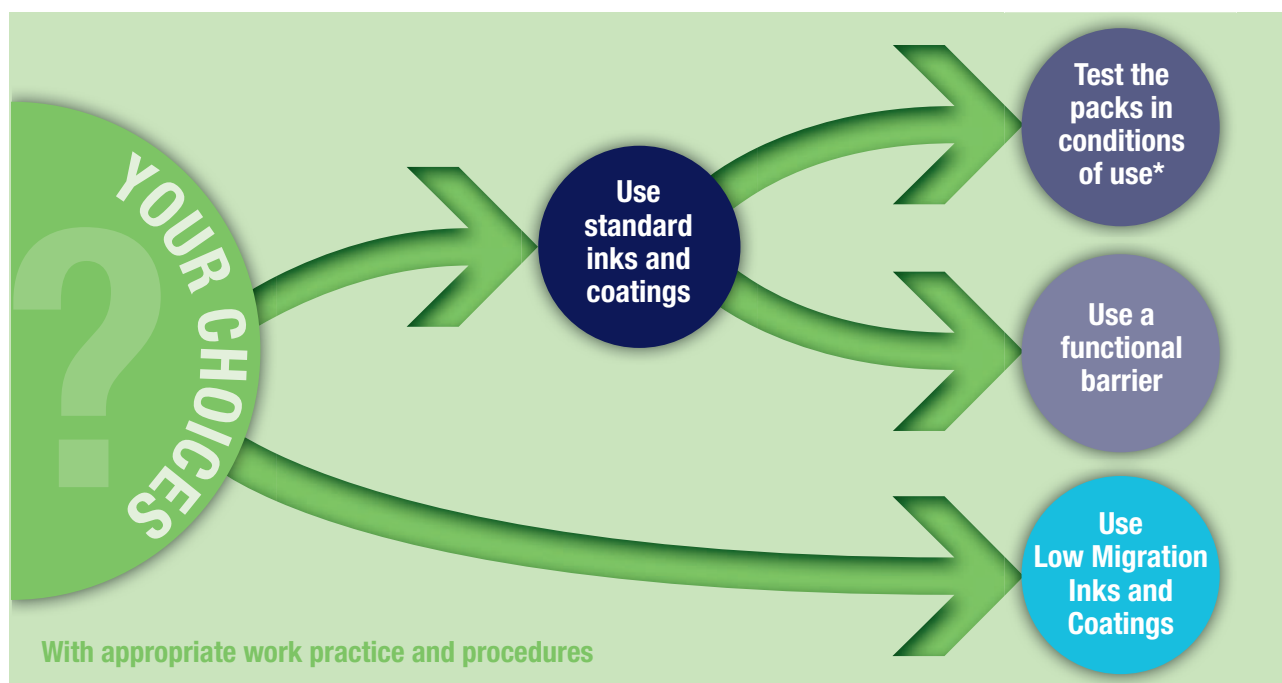 ?
YOUR CHOICES
Use
standard
inks and
coatings
Test the
packs in
conditions
of use*
Use a
functional
barrier
Use
Low Migration
Inks and
Coatings
With appropriate work practice and procedures